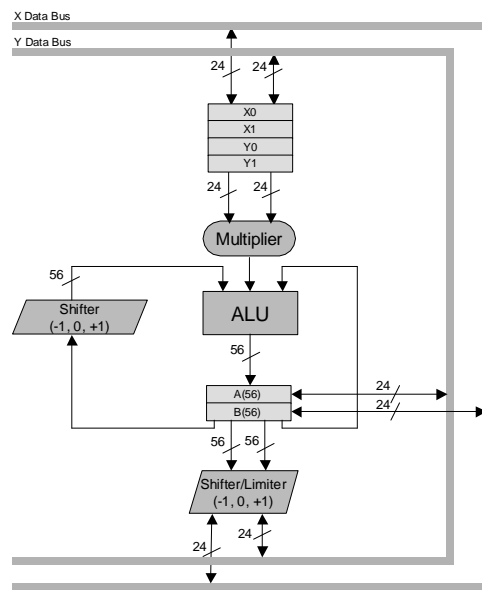 X Data Bus
Y Data Bus
24
24
X0
X1
Y0
Y1
24
24
Multiplier
56
Shifter
(-1, 0, +1)
ALU
56
A(56)
B(56)
24
24
56
56
Shifter/Limiter
(-1, 0, +1)
24
24